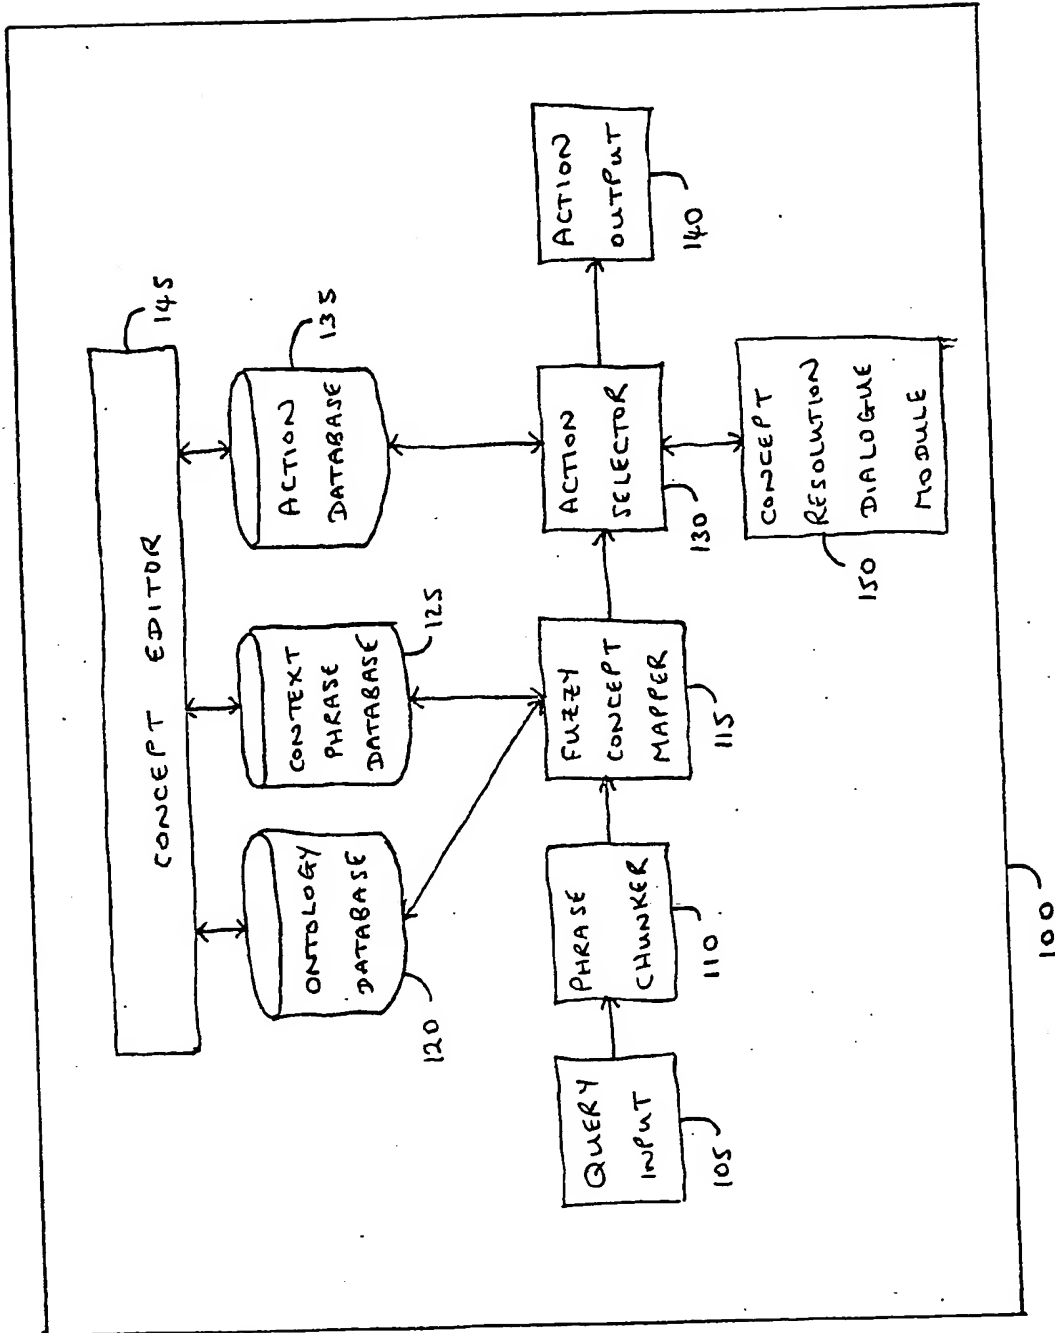 CONCEPT EDITOR
145
ONTOLOGY
DATABASE
120
CONTEXT
PHRASE
DATABASE
125
ACTION
DATABASE
135
QUERY
INPUT
105
PHRASE
CHUNKER
110
FUZZY
CONCEPT
MAPPER
115
ACTION
SELECTOR
130
ACTION
OUTPUT
140
CONCEPT
RESOLUTION
DIALOGUE
MODULE
150
100